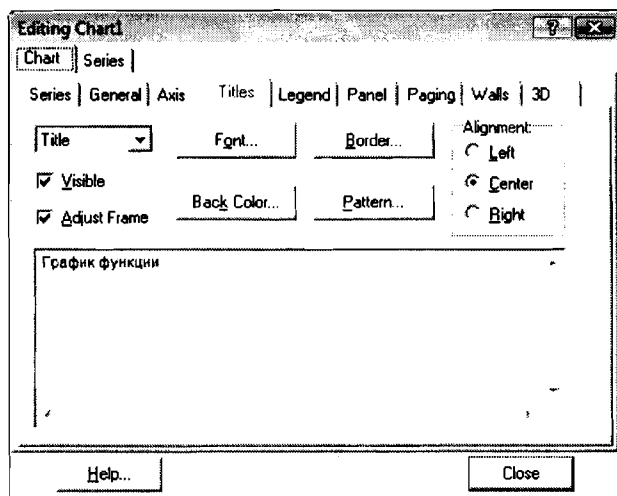 Editing Chart1
Chart Series
Series General Axis Titles Legend Panel Paging Walls 3D
Title Font... Border... Alignment:
Left
Visible
Center
Back Color... Pattern...
Adjust Frame
Right
График функции
Help... Close